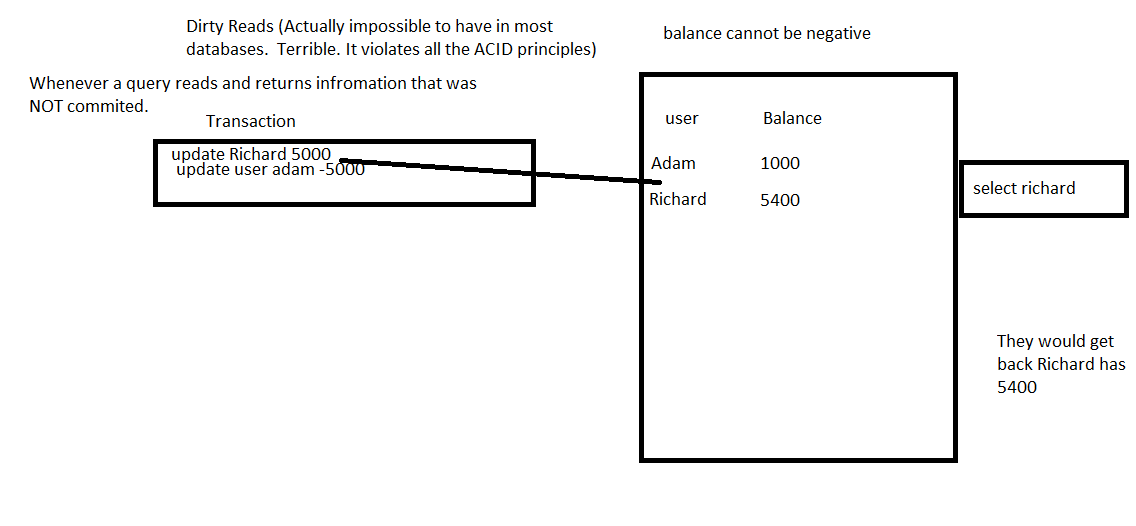 Dirty Reads (Actually impossible to have in most
databases.  Terrible. It violates all the ACID principles)
balance cannot be negative
Whenever a query reads and returns infromation that was
NOT commited.
Transaction
update Richard 5000
update user adam -5000
user Balance
Adam 1000
Richard 5400
select richard
They would get
back Richard has
5400